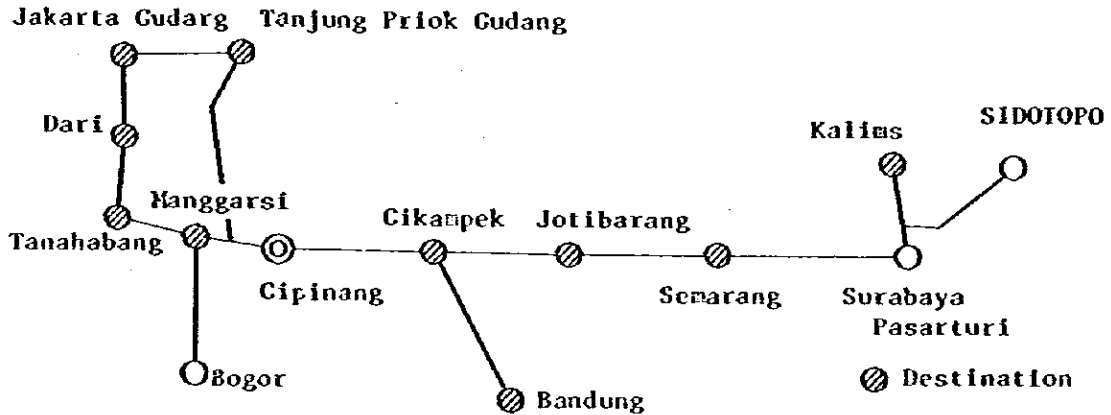 Jakarta Gudarg
Tanjung Priok Gudang
Dari
Kalims
SIDOTOPO
Manggarsi
Tanahabang
Cikampek
Jotibarang
Cipinang
Semarang
Surabaya
Pasarturi
Bogor
Bandung
Destination